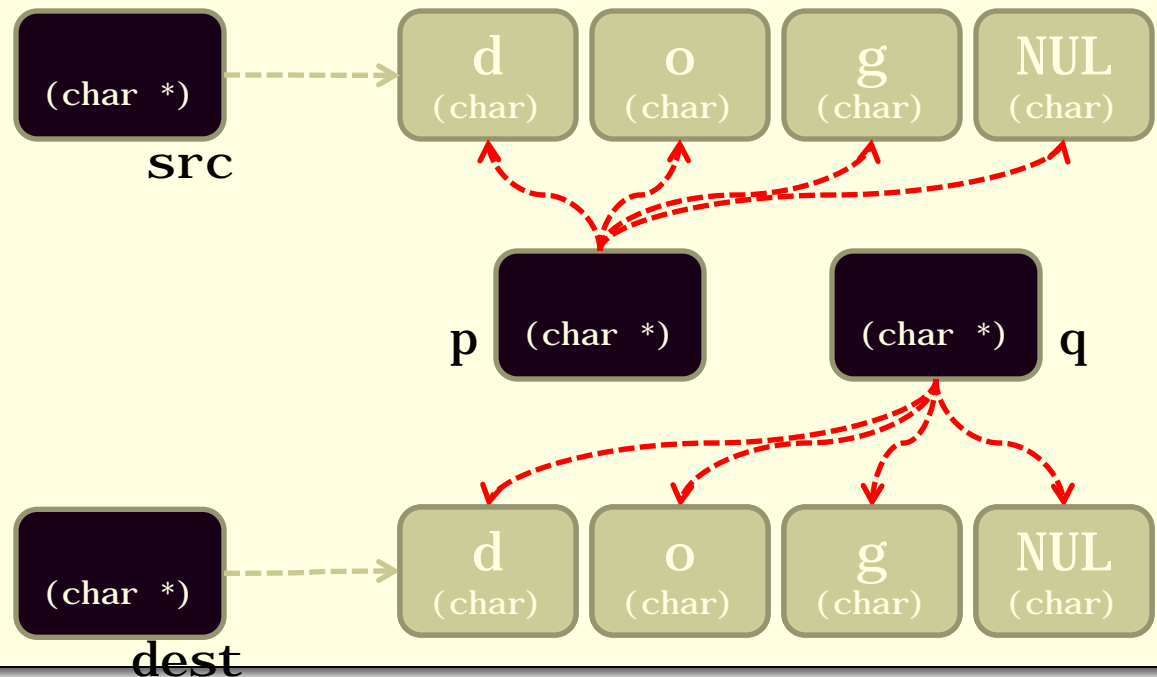 d o g NUL
(char *) (char) (char) (char) (char)
src
p (char *) (char *) q
d o g NUL
(char *) (char) (char) (char) (char)
dest